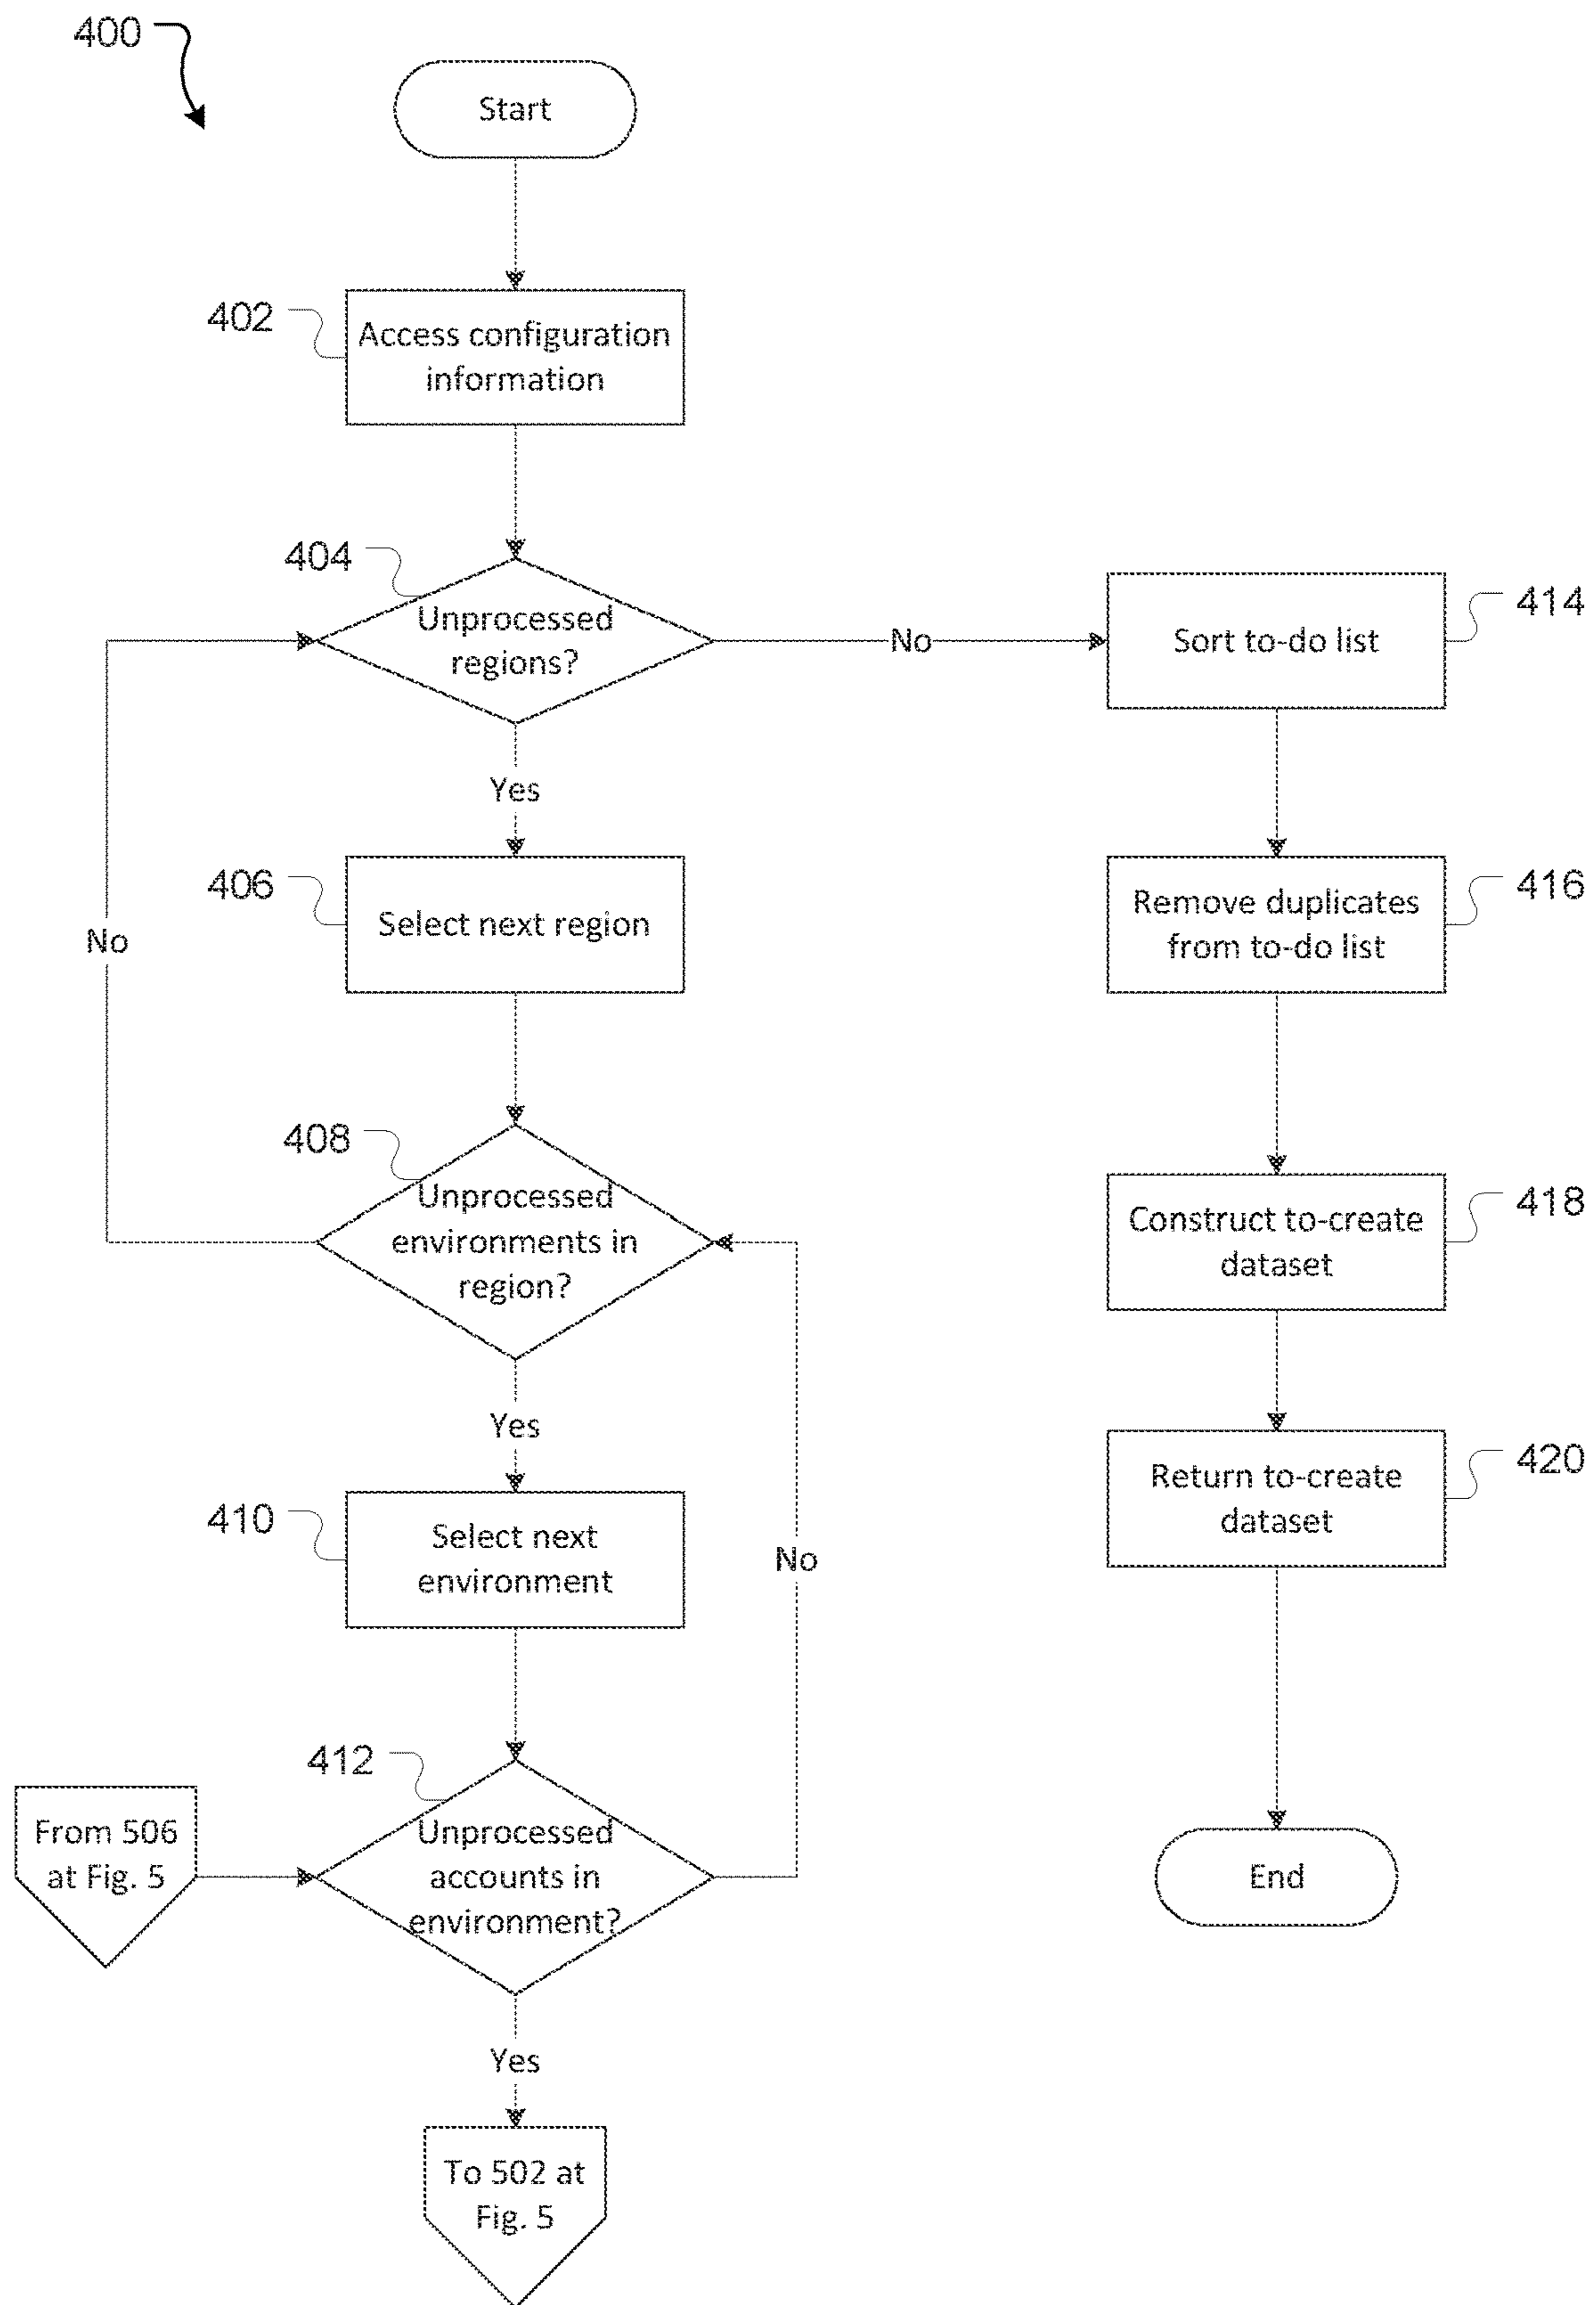 400
Start
402
Access configuration
information
404
Unprocessed
regions?
No
Yes
406
Select next region
No
408
Unprocessed
environments in
region?
Yes
410
Select next
environment
No
412
Unprocessed
accounts in
environment?
From 506
at Fig. 5
Yes
To 502 at
Fig. 5
414
Sort to-do list
416
Remove duplicates
from to-do list
418
Construct to-create
dataset
420
Return to-create
dataset
End